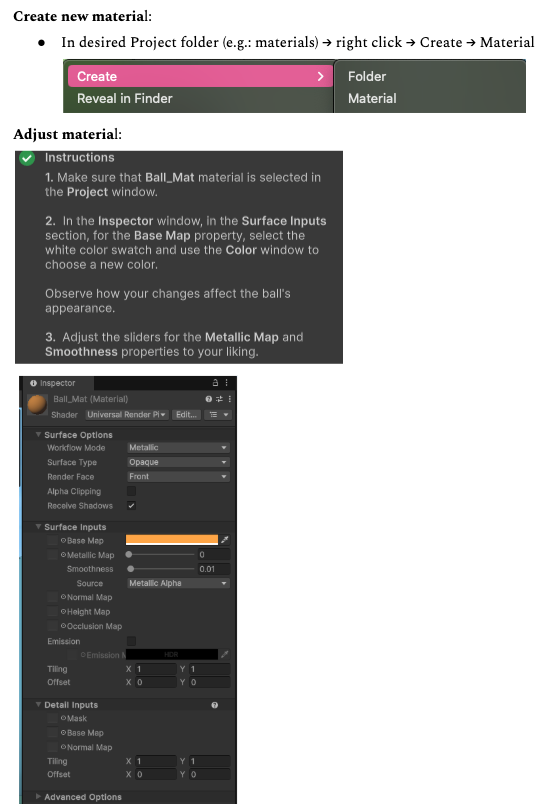 Create new material:
● In desired Project folder (e.g.: materials) → right click → Create → Material
Create > Folder
Reveal in Finder Material
Adjust material:
Instructions
1. Make sure that Ball_Mat material is selected in
the Project window.
2. In the Inspector window, in the Surface Inputs
section, for the Base Map property, select the
white color swatch and use the Color window to
choose a new color.
Observe how your changes affect the ball's
appearance.
3. Adjust the sliders for the Metallic Map and
Smoothness properties to your liking.
Inspector
Ball_Mat (Material)
Shader Universal Render Pi Edit...
Surface Options
Workflow Mode Metallic
Surface Type Opaque
Render Face Front
Alpha Clipping
Receive Shadows
Surface Inputs
Base Map
Metallic Map 0
Smoothness 0.01
Source Metallic Alpha
Normal Map
Height Map
Occlusion Map
Emission
Emission M HDR
Tiling X 1 Y 1
Offset X 0 Y 0
Detail Inputs
Mask
Base Map
Normal Map
Tiling X 1 Y 1
Offset X 0 Y 0
Advanced Options